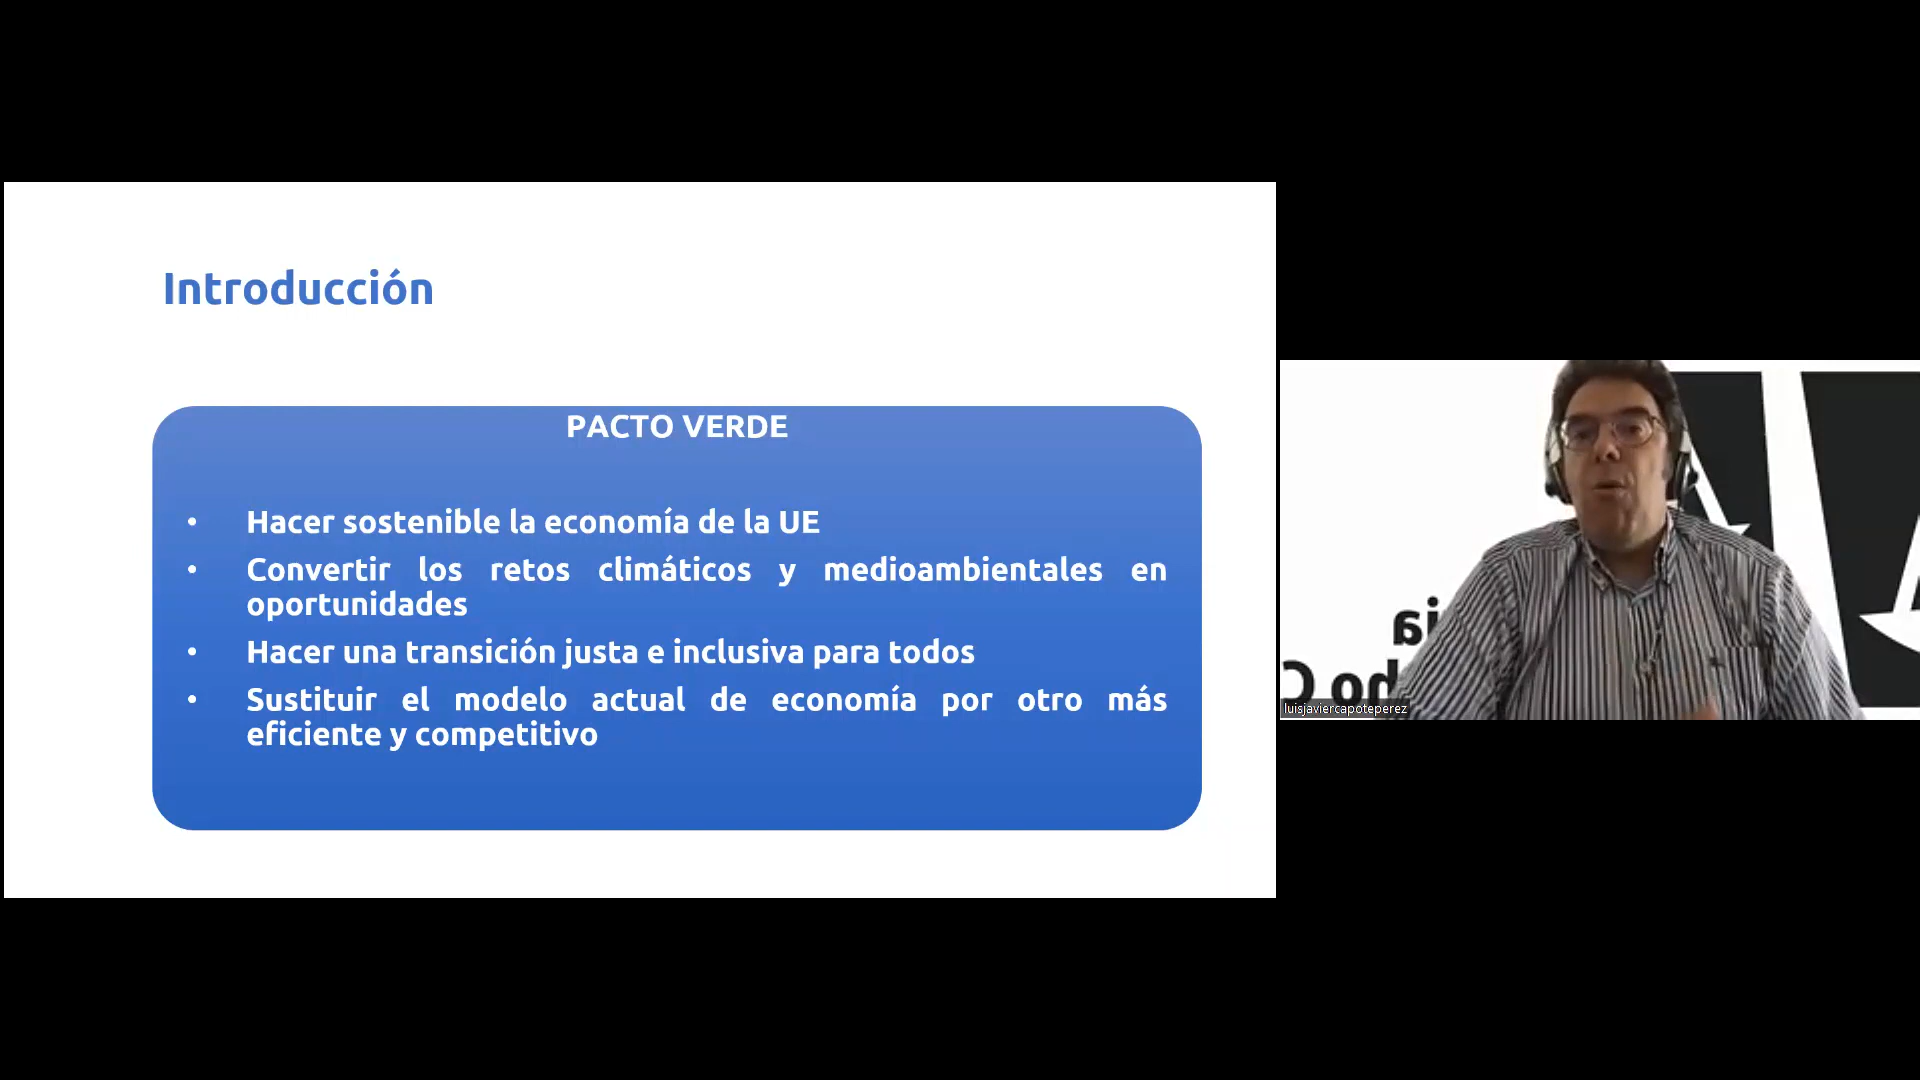 Introducción
PACTO VERDE
• Hacer sostenible la economía de la UE
• Convertir los retos climáticos y medioambientales en
oportunidades
• Hacer una transición justa e inclusiva para todos
• Sustituir el modelo actual de economía por otro más
eficiente y competitivo
luisjaviercapoteperez